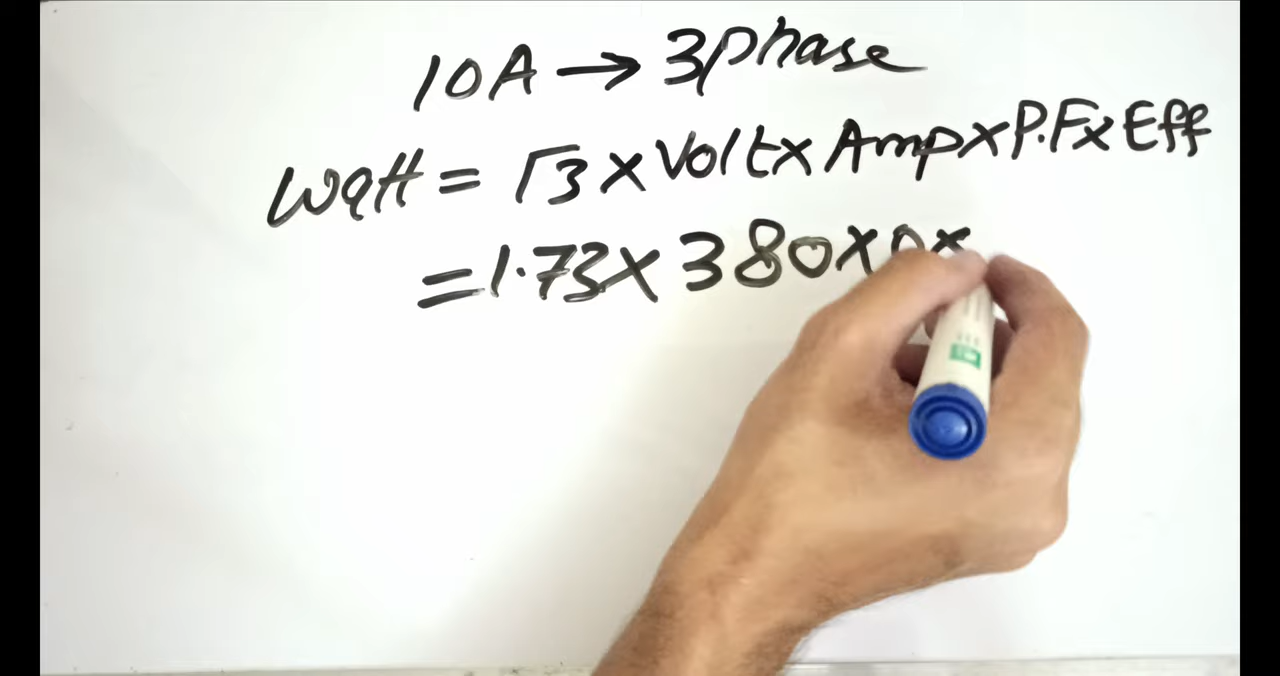 10A → 3phase
Watt = √3 x Volt x Amp x P.F x Eff
= 1.73 x 380 x